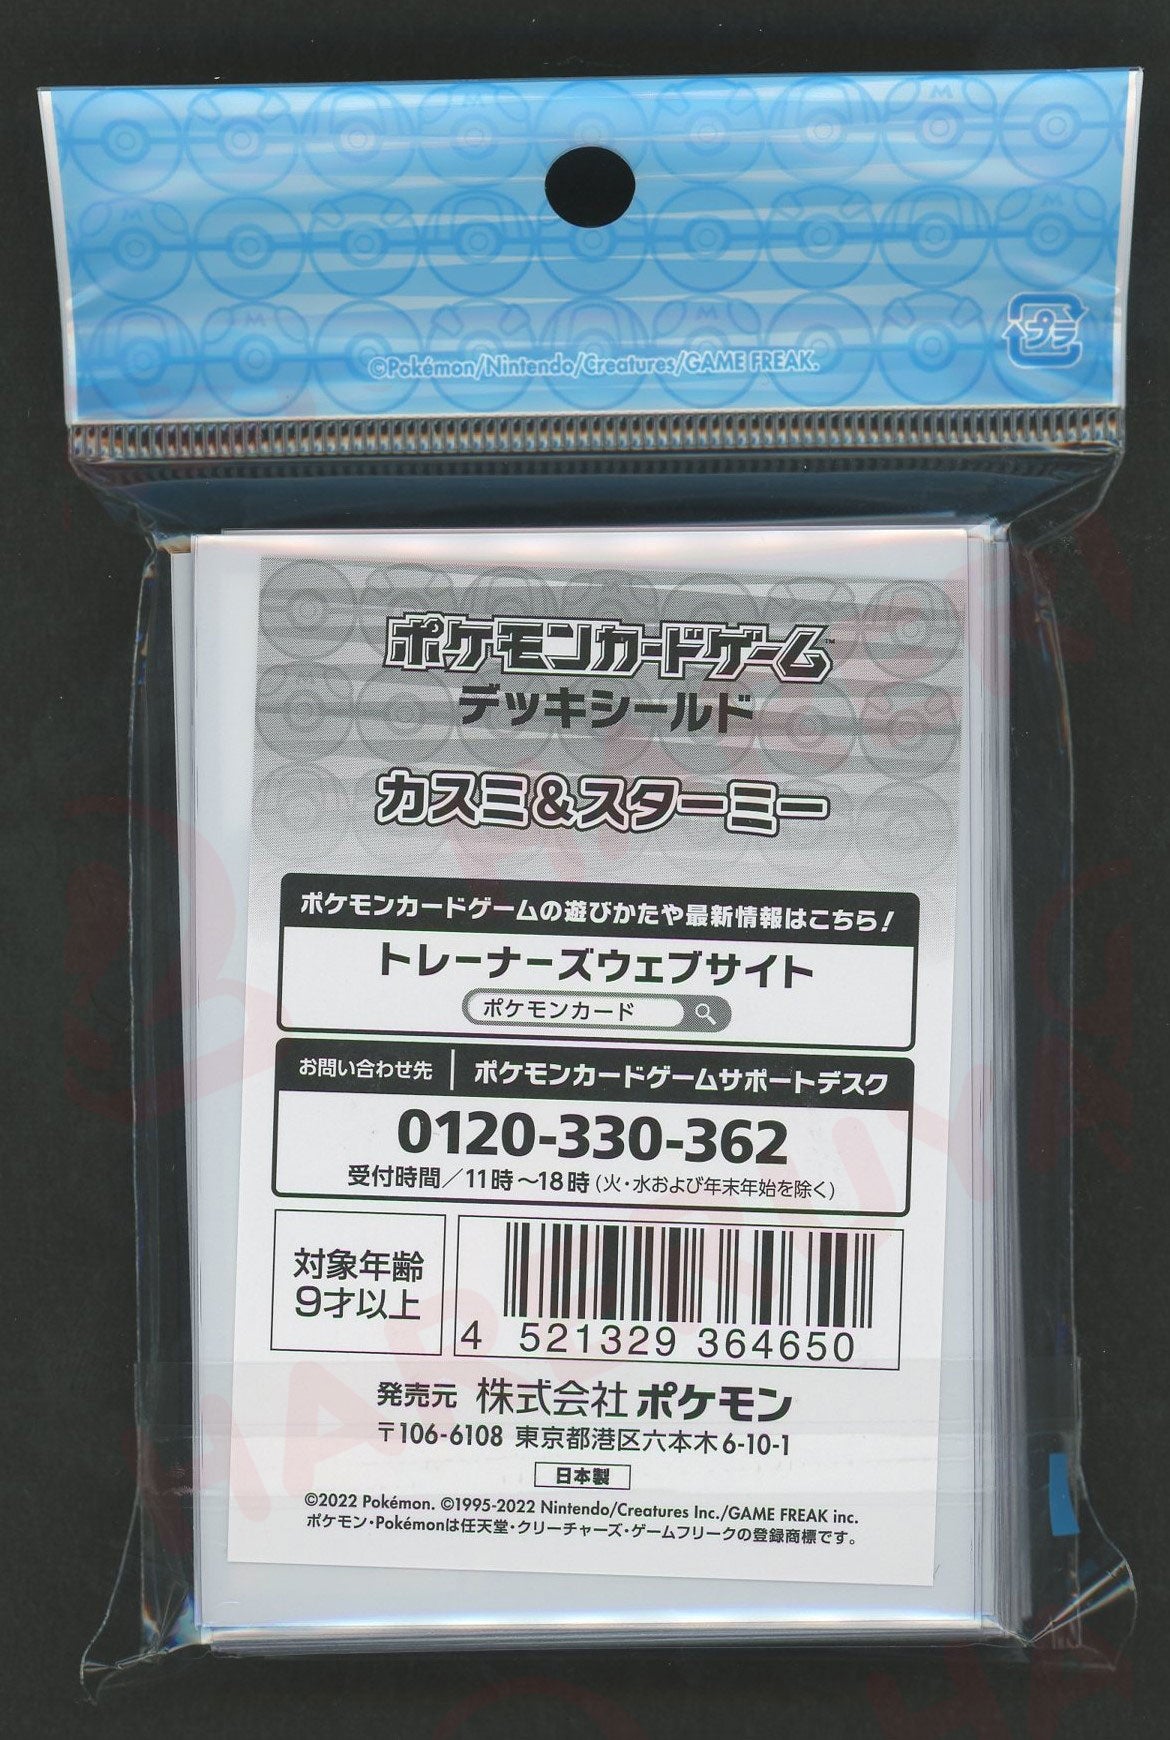 ©Pokémon/Nintendo/Creatures/GAME FREAK.
プラ
ポケモンカードゲーム™
デッキシールド
カスミ&スターミー
ポケモンカードゲームの遊びかたや最新情報はこちら!
トレーナーズウェブサイト
ポケモンカード
お問い合わせ先 ポケモンカードゲームサポートデスク
0120-330-362
受付時間/11時~18時(火・水および年末年始を除く)
対象年齢
9才以上
4 521329 364650
発売元 株式会社ポケモン
〒106-6108 東京都港区六本木6-10-1
日本製
©2022 Pokémon. ©1995-2022 Nintendo/Creatures Inc./GAME FREAK inc.
ポケモン・Pokémonは任天堂・クリーチャーズ・ゲームフリークの登録商標です。